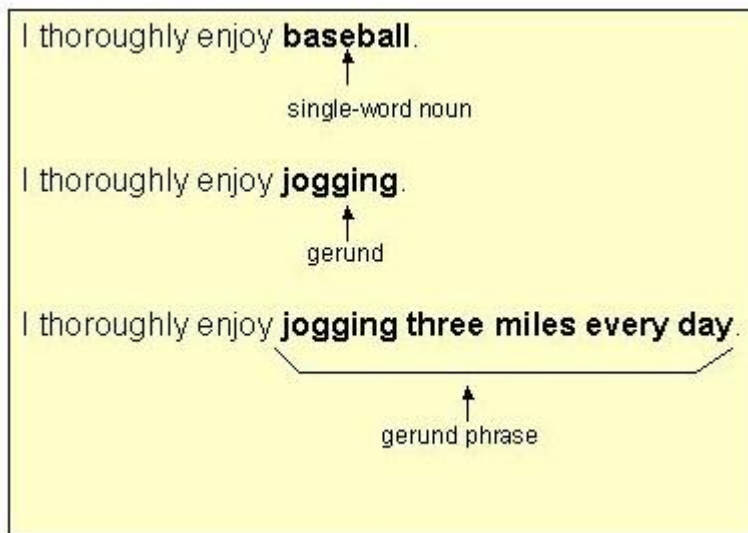 I thoroughly enjoy baseball.
single-word noun
I thoroughly enjoy jogging.
gerund
I thoroughly enjoy jogging three miles every day.
gerund phrase